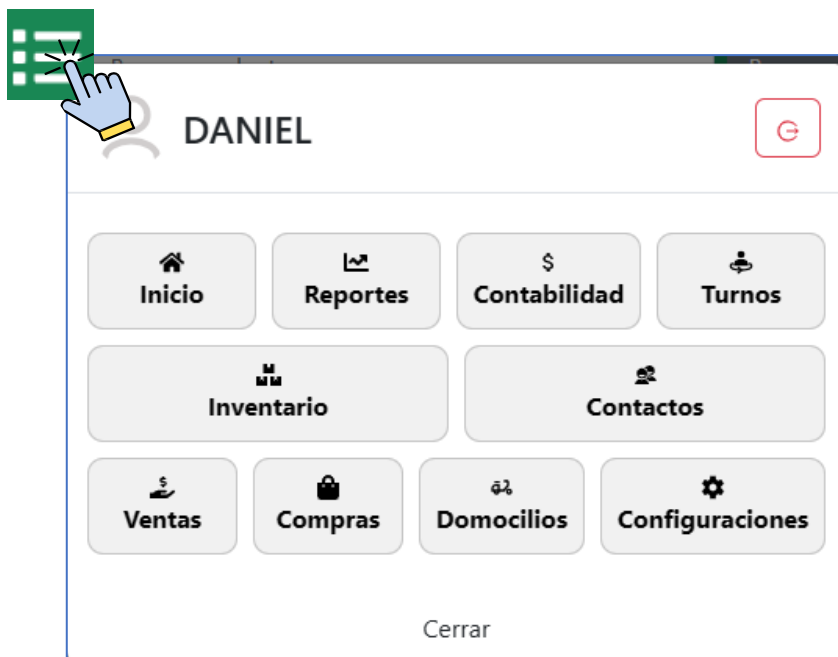 DANIEL
Inicio
Reportes
Contabilidad
Turnos
Inventario
Contactos
Ventas
Compras
Domocilios
Configuraciones
Cerrar